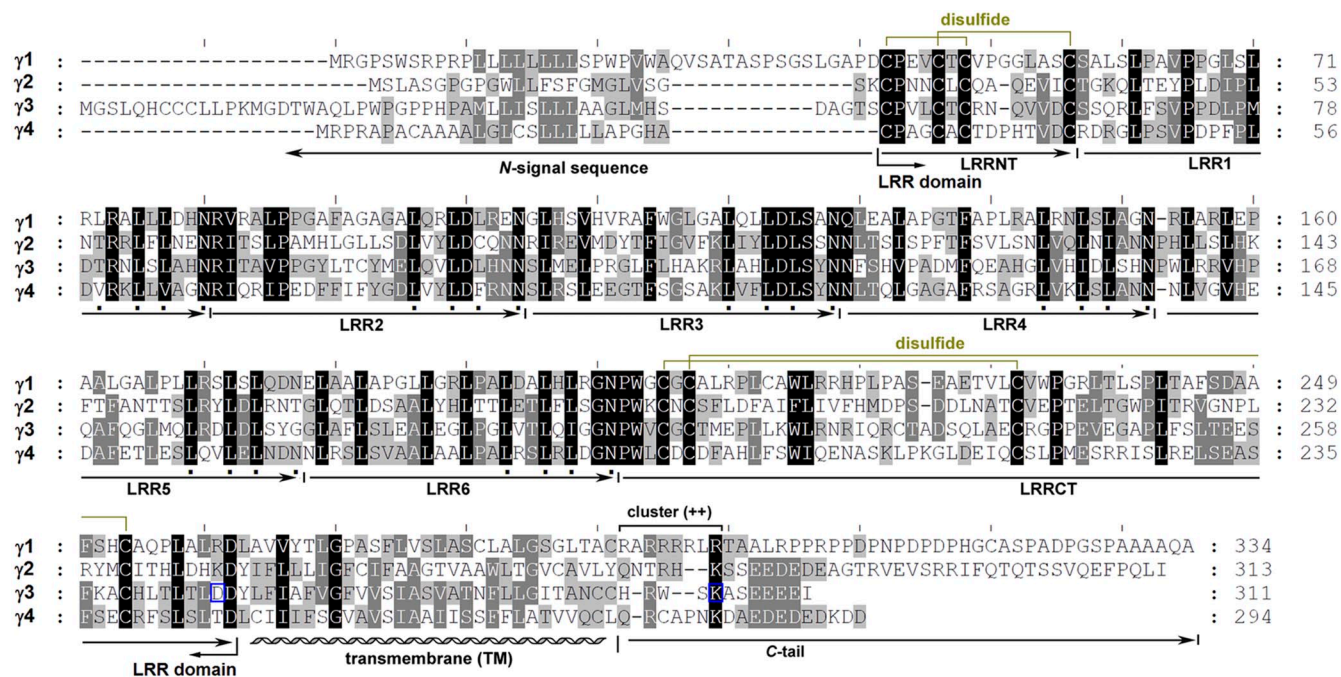 disulfide
γ1 : -------------------MRGPSWSRPRPLLLLLLLLSPWPVWAQVSATASPSGSLGAPDCPEVCTCVPGGLASCSALSLPAVPPGLSL : 71
γ2 : ----------------------MSLASGPGPGWLLFSFGMGLVSG--------------SKCPNNCLCQA-QEVICTGKQLTEYPLDIPL : 53
γ3 : MGSLQHCCCLLPKMGDTWAQLPWPGPPHPAMLLISLLLAAGLMHS-----------DAGTSCPVLCTCRN-QVVDCSSQRLFSVPPDLPM : 78
γ4 : ------------------MRPRAPACAAAALGLCSLLLLLAPGHA----------------CPAGCACTDPHTVDCRDRGLPSVPDPFPL : 56
N-signal sequence LRRNT LRR1
LRR domain
γ1 : RLRALLLDHNRVRALPPGAFAGAGALQRLDLRENGLHSVHVRAFWGLGALQLLDLSANQLEALAPGTFAPLRALRNLSLAGN-RLARLEP : 160
γ2 : NTRRLFLNENRITSLPAMHLGLLSDLVYLDCQNNRIREVMDYTFIGVFKLIYLDLSSNNLTSISPFTFSVLSNLVQLNIANNPHLLSLHK : 143
γ3 : DTRNLSLAHNRITAVPPGYLTCYMELQVLDLHNNSLMELPRGLFLHAKRLAHLDLSYNNFSHVPADMFQEAHGLVHIDLSHNPWLRRVHP : 168
γ4 : DVRKLLVAGNRIQRIPEDFFIFYGDLVYLDFRNNSLRSLEEGTFSGSAKLVFLDLSYNNLTQLGAGAFRSAGRLVKLSLANN-NLVGVHE : 145
LRR2 LRR3 LRR4
disulfide
γ1 : AALGALPLLRSLSLQDNELAALAPGLLGRLPALDALHLRGNPWGCGCALRPLCAWLRRHPLPAS-EAETVLCVWPGRLTLSPLTAFSDAA : 249
γ2 : FTFANTTSLRYLDLRNTGLQTLDSAALYHLTTLETLFLSGNPWKCNCSFLDFAIFLIVFHMDPS-DDLNATCVEPTELTGWPITRVGNPL : 232
γ3 : QAFQGLMQLRDLDLSYGGLAFLSLEALEGLPGLVTLQIGGNPWVCGCTMEPLLKWLRNRIQRCTADSQLAECRGPPEVEGAPLFSLTEES : 258
γ4 : DAFETLESLQVLELNDNNLRSLSVAALAALPALRSLRLDGNPWLCDCDFAHLFSWIQENASKLPKGLDEIQCSLPMESRRISLRELSEAS : 235
LRR5 LRR6 LRRCT
cluster (++)
γ1 : FSHCAQPLALRDLAVVYTLGPASFLVSLASCLALGSGLTACRARRRRLRTAALRPPRPPDPNPDPDPHGCASPADPGSPAAAAQA : 334
γ2 : RYMCITHLDHKDYIFLLLIGFCIFAAGTVAAWLTGVCAVLYQNTRH--KSSEEDEDEAGTRVEVSRRIFQTQTSSVQEFPQLI : 313
γ3 : FKACHLTLTLDDYLFIAFVGFVVSIASVATNFLLGITANCCH-RW--SKASEEEEI : 311
γ4 : FSECRFSLSLTDLCIIIFSGVAVSIAAIISSFFLATVVQCLQ-RCAPNKDAEDEDEDKDD : 294
transmembrane (TM) C-tail
LRR domain